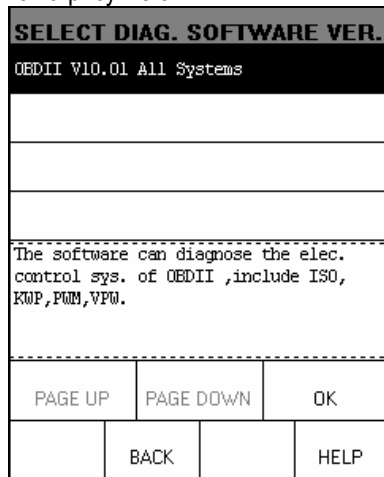 SELECT DIAG. SOFTWARE VER.
OBDII V10.01 All Systems
The software can diagnose the elec.
control sys. of OBDII ,include ISO,
KWP,PWM,VPW.
PAGE UP PAGE DOWN OK
BACK HELP